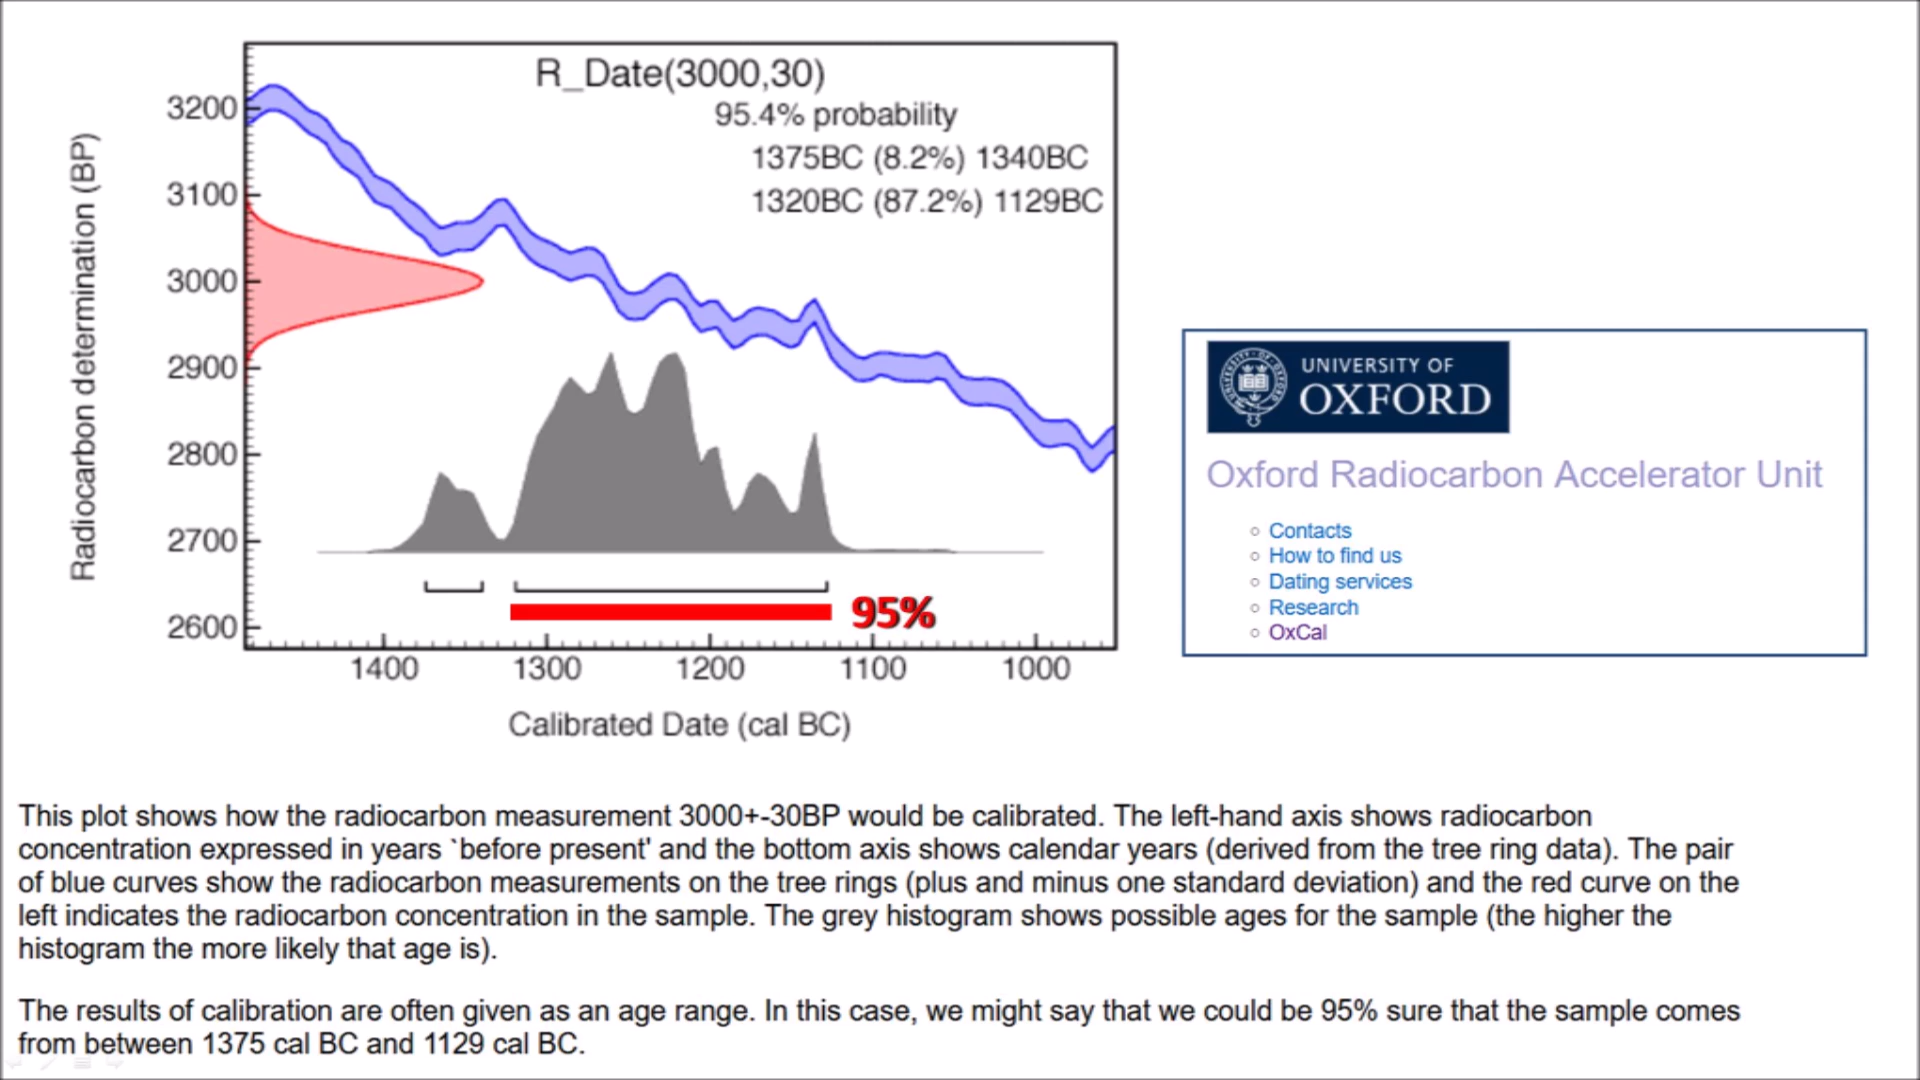 R_Date(3000,30)
95.4% probability
1375BC (8.2%) 1340BC
1320BC (87.2%) 1129BC
Radiocarbon determination (BP)
3200
3100
3000
2900
2800
2700
2600
95%
1400 1300 1200 1100 1000
Calibrated Date (cal BC)
UNIVERSITY OF
OXFORD
Oxford Radiocarbon Accelerator Unit
Contacts
How to find us
Dating services
Research
OxCal
This plot shows how the radiocarbon measurement 3000+-30BP would be calibrated. The left-hand axis shows radiocarbon
concentration expressed in years `before present' and the bottom axis shows calendar years (derived from the tree ring data). The pair
of blue curves show the radiocarbon measurements on the tree rings (plus and minus one standard deviation) and the red curve on the
left indicates the radiocarbon concentration in the sample. The grey histogram shows possible ages for the sample (the higher the
histogram the more likely that age is).
The results of calibration are often given as an age range. In this case, we might say that we could be 95% sure that the sample comes
from between 1375 cal BC and 1129 cal BC.